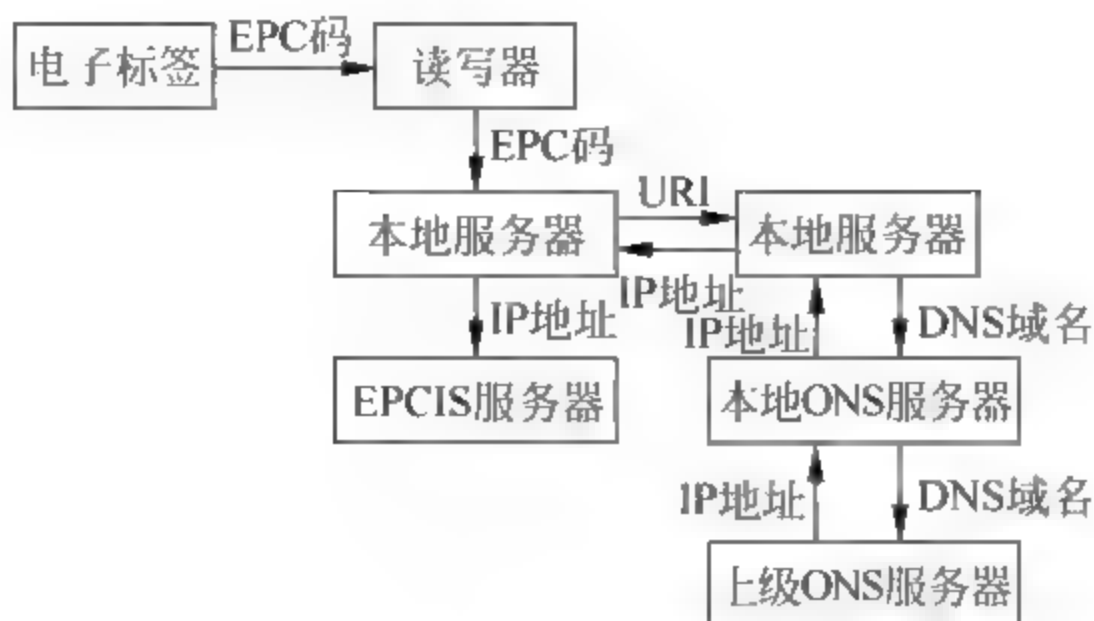 EPC码
电子标签
读写器
EPC码
URI
本地服务器
本地服务器
IP地址
IP地址
IP地址
DNS域名
EPCIS服务器
本地ONS服务器
IP地址
DNS域名
上级ONS服务器